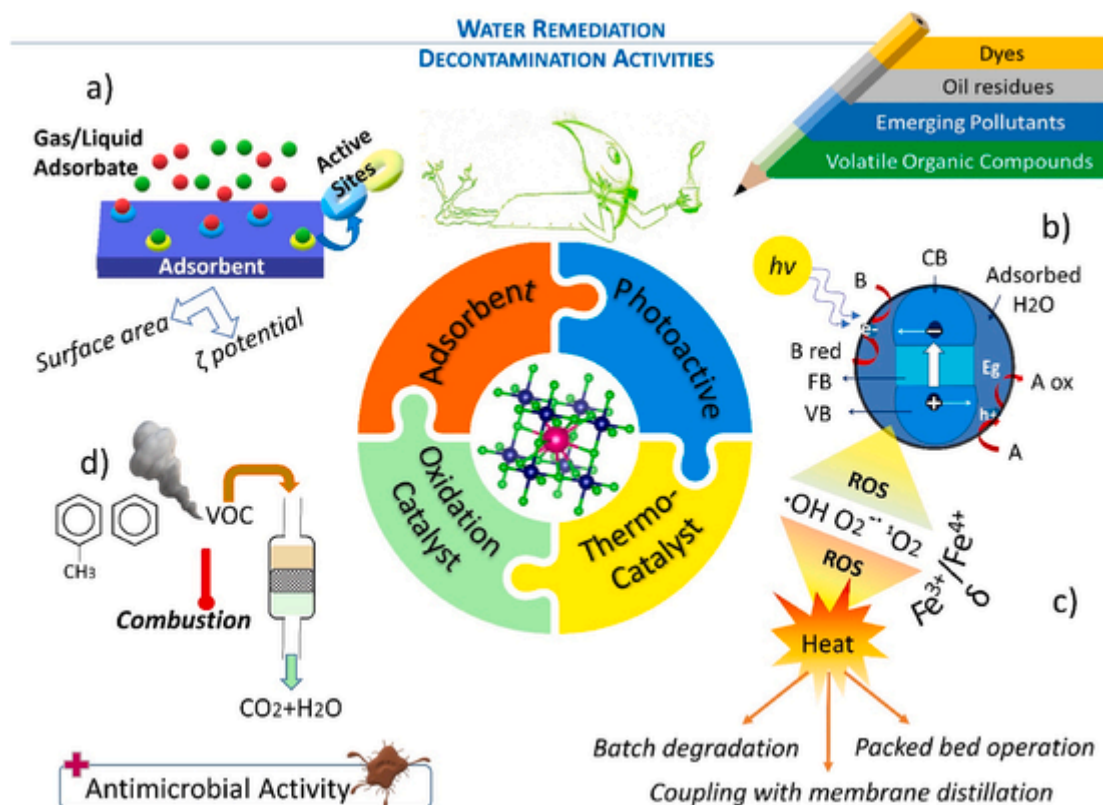 WATER REMEDIATION
DECONTAMINATION ACTIVITIES
Dyes
Oil residues
Emerging Pollutants
Volatile Organic Compounds
a)
Gas/Liquid
Adsorbate
Active
Sites
Adsorbent
Surface area
ζ potential
Adsorbent
Photoactive
Thermo-
Catalyst
Oxidation
Catalyst
b)
hv
CB
B
Adsorbed
H2O
e-
B red
Eg
FB
A ox
VB
h+
A
ROS
·OH O2⁻· ¹O2
ROS
Fe3+/Fe4+
δ
c)
Heat
Batch degradation
Packed bed operation
Coupling with membrane distillation
d)
VOC
CH3
Combustion
CO2+H2O
Antimicrobial Activity